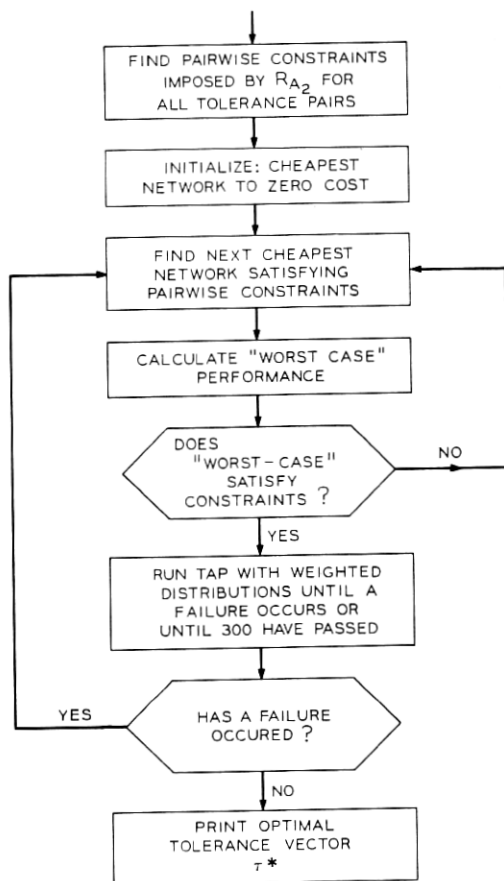 FIND PAIRWISE CONSTRAINTS
IMPOSED BY R_A₂ FOR
ALL TOLERANCE PAIRS
INITIALIZE: CHEAPEST
NETWORK TO ZERO COST
FIND NEXT CHEAPEST
NETWORK SATISFYING
PAIRWISE CONSTRAINTS
CALCULATE "WORST CASE"
PERFORMANCE
DOES
"WORST-CASE"
SATISFY
CONSTRAINTS ?
NO
YES
RUN TAP WITH WEIGHTED
DISTRIBUTIONS UNTIL A
FAILURE OCCURS OR
UNTIL 300 HAVE PASSED
YES
HAS A FAILURE
OCCURED ?
NO
PRINT OPTIMAL
TOLERANCE VECTOR
τ*